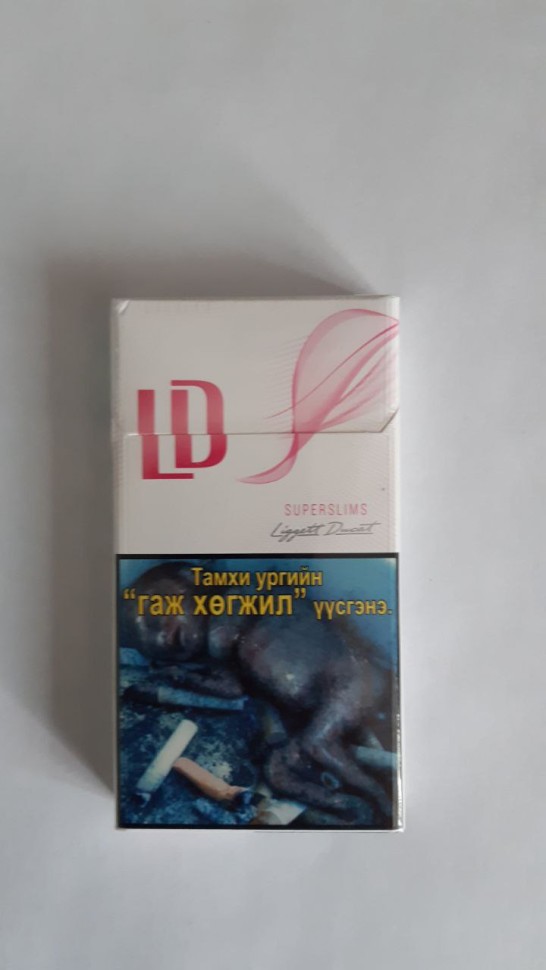 LD
SUPERSLIMS
Liggett Ducat
Тамхи ургийн
“гаж хөгжил” үүсгэнэ.